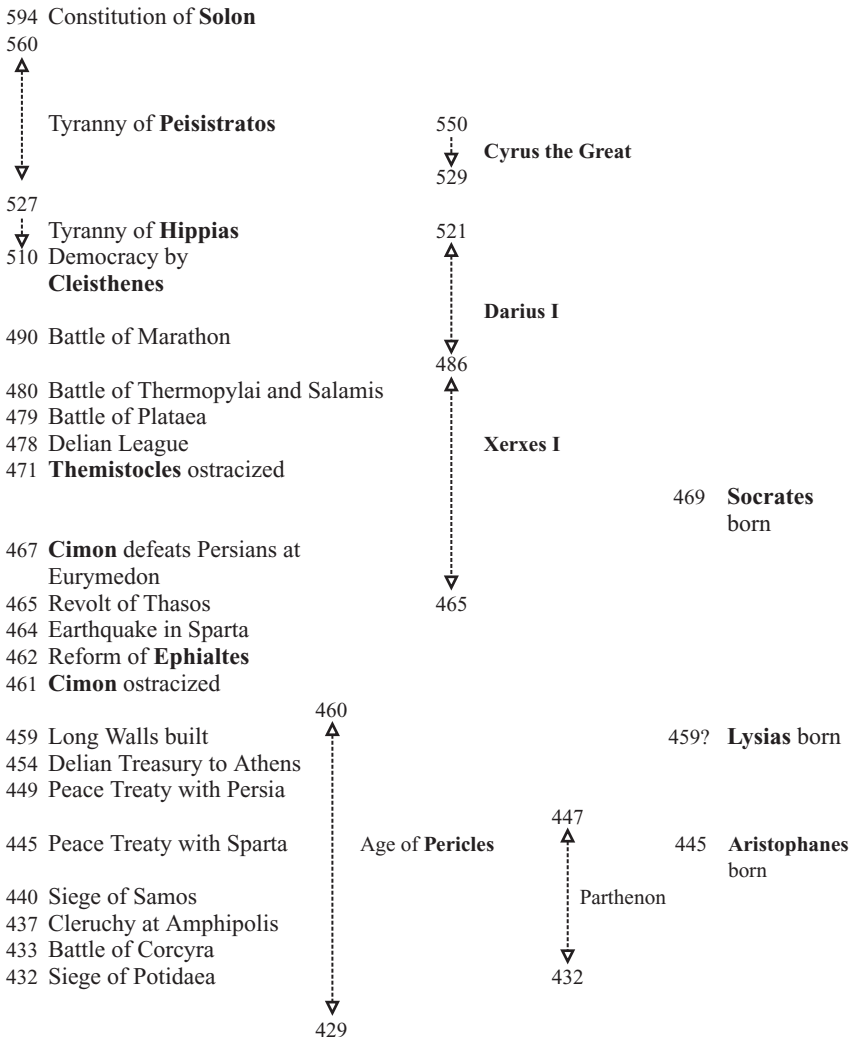 594 Constitution of Solon
560
Tyranny of Peisistratos 550
Cyrus the Great
529
527
Tyranny of Hippias 521
510 Democracy by
Cleisthenes
Darius I
490 Battle of Marathon
486
480 Battle of Thermopylai and Salamis
479 Battle of Plataea
478 Delian League Xerxes I
471 Themistocles ostracized
469 Socrates
born
467 Cimon defeats Persians at
Eurymedon
465 Revolt of Thasos 465
464 Earthquake in Sparta
462 Reform of Ephialtes
461 Cimon ostracized
460
459 Long Walls built 459? Lysias born
454 Delian Treasury to Athens
449 Peace Treaty with Persia
447
445 Peace Treaty with Sparta Age of Pericles 445 Aristophanes
born
440 Siege of Samos Parthenon
437 Cleruchy at Amphipolis
433 Battle of Corcyra
432 Siege of Potidaea 432
429